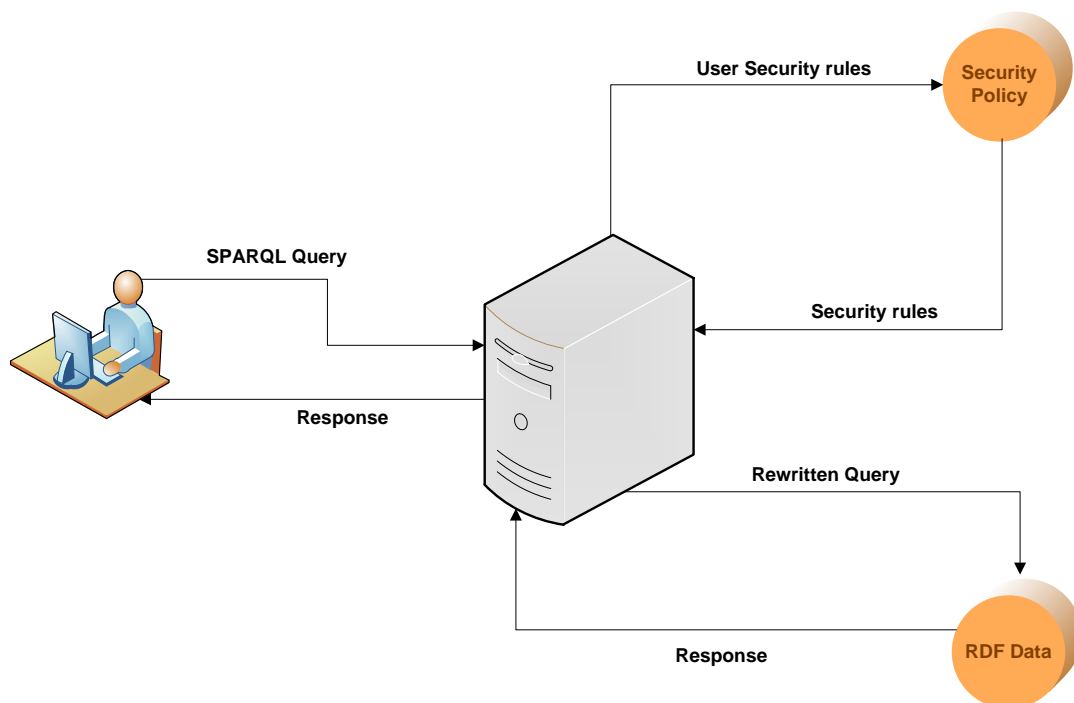 User Security rules
Security
Policy
SPARQL Query
Security rules
Response
Rewritten Query
RDF Data
Response